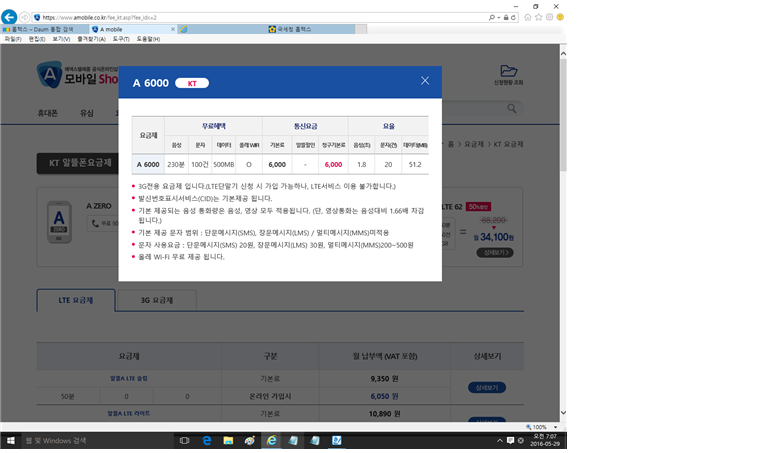 https://www.amobile.co.kr/fee_kt.asp?fee_idx=2
홈택스 – Daum 통합 검색
A mobile
국세청 홈택스
파일(F) 편집(E) 보기(V) 즐겨찾기(A) 도구(T) 도움말(H)
모바일 Sho
신청현황 조회
휴대폰 유심
홈 > 요금제 > KT 요금제
KT 알뜰폰요금제
A 6000 KT
요금제 무료혜택 통신요금 요율
음성 문자 데이터 올레 WiFi 기본료 알뜰할인 청구기본료 음성(초) 문자(건) 데이터(MB)
A 6000 230분 100건 500MB O 6,000 - 6,000 1.8 20 51.2
3G전용 요금제 입니다.(LTE단말기 신청 시 가입 가능하나, LTE서비스 이용 불가합니다.)
발신번호표시서비스(CID)는 기본제공 됩니다.
기본 제공되는 음성 통화량은 음성, 영상 모두 적용됩니다. (단, 영상통화는 음성대비 1.66배 차감
됩니다.)
기본 제공 문자 범위 : 단문메시지(SMS), 장문메시지(LMS) / 멀티메시지(MMS)미적용
문자 사용요금 : 단문메시지(SMS) 20원, 장문메시지(LMS) 30원, 멀티메시지(MMS)200~500원
올레 Wi-Fi 무료 제공 됩니다.
A ZERO
무료 50
A
ZERO
LTE 62 50%할인
68,200
= 월 34,100원
상세보기 >
LTE 요금제 3G 요금제
요금제 구분 월 납부액 (VAT 포함) 상세보기
알뜰A LTE 슬림 기본료 9,350 원
상세보기
50분 0 0 온라인 가입시 6,050 원
알뜰A LTE 라이트 기본료 10,890 원
100%
웹 및 Windows 검색
오전 7:07
2016-05-29